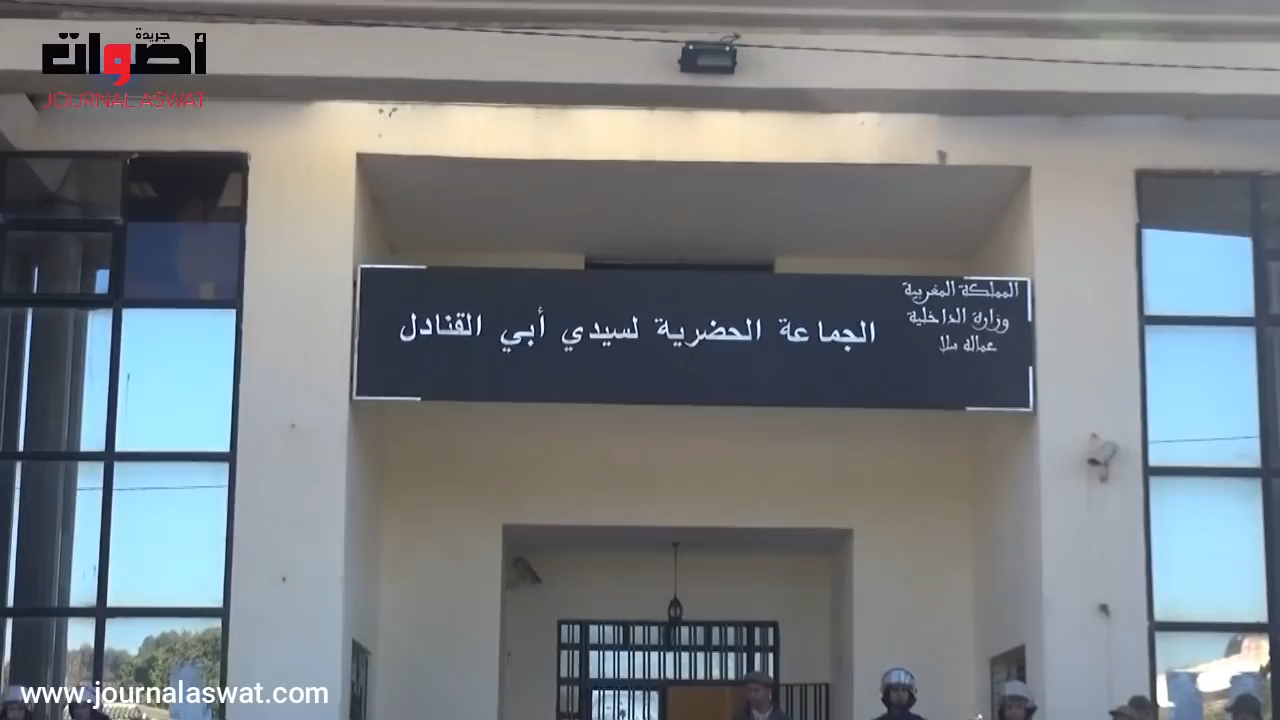 جريدة
أصوات
JOURNAL ASWAT
المملكة المغربية
وزارة الداخلية
عمالة سلا
الجماعة الحضرية لسيدي أبي القنادل
www.journalaswat.com